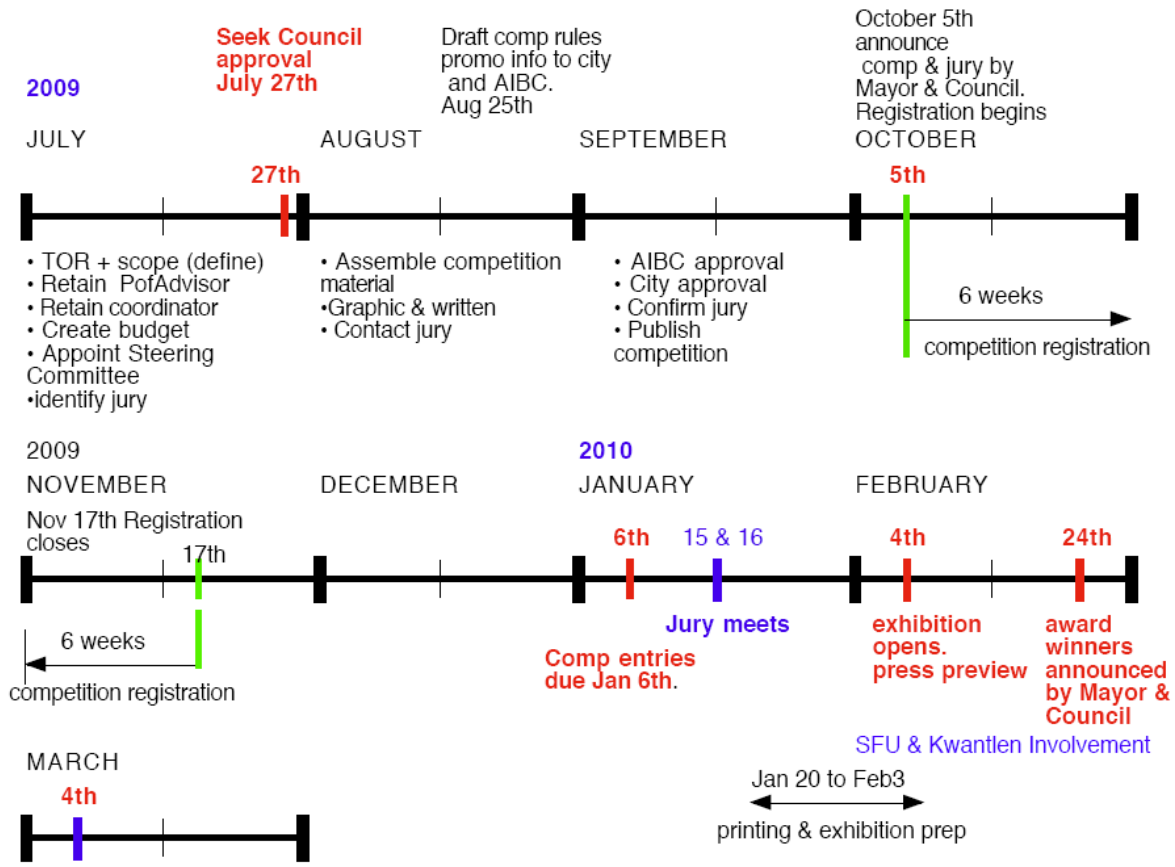 Seek Council
approval
July 27th
Draft comp rules
promo info to city
and AIBC.
Aug 25th
October 5th
announce
comp & jury by
Mayor & Council.
Registration begins
2009
JULY
AUGUST
SEPTEMBER
OCTOBER
27th
5th
• TOR + scope (define)
• Retain PofAdvisor
• Retain coordinator
• Create budget
• Appoint Steering
Committee
•identify jury
• Assemble competition
material
•Graphic & written
• Contact jury
• AIBC approval
• City approval
• Confirm jury
• Publish
competition
6 weeks
competition registration
2009
2010
NOVEMBER
DECEMBER
JANUARY
FEBRUARY
Nov 17th Registration
closes
17th
6th
15 & 16
4th
24th
6 weeks
competition registration
Comp entries
due Jan 6th.
Jury meets
exhibition
opens.
press preview
award
winners
announced
by Mayor &
Council
SFU & Kwantlen Involvement
Jan 20 to Feb3
printing & exhibition prep
MARCH
4th